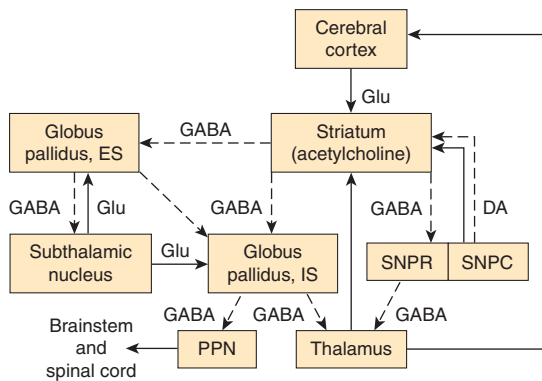 Cerebral
cortex
Glu
Globus
pallidus, ES
GABA
Striatum
(acetylcholine)
GABA
Glu
GABA
GABA
DA
Subthalamic
nucleus
Glu
Globus
pallidus, IS
SNPR
SNPC
GABA
GABA
GABA
Brainstem
and
spinal cord
PPN
Thalamus